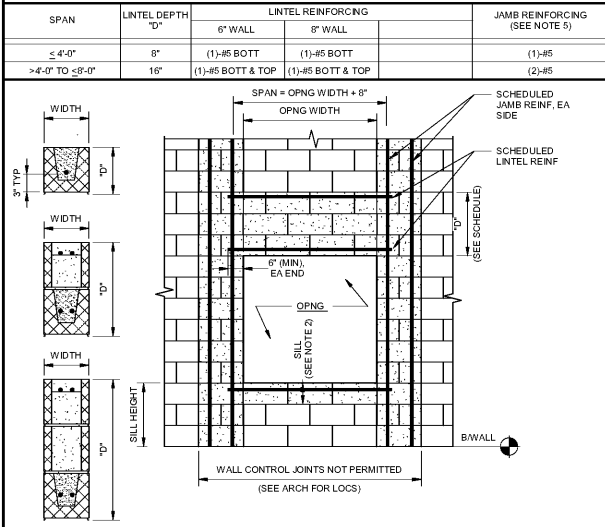 SPAN
LINTEL DEPTH "D"
LINTEL REINFORCING
6" WALL
8" WALL
JAMB REINFORCING (SEE NOTE 5)
≤ 4'-0"
8"
(1)-#5 BOTT
(1)-#5 BOTT
(1)-#5
>4'-0" TO ≤8'-0"
16"
(1)-#5 BOTT & TOP
(1)-#5 BOTT & TOP
(2)-#5
WIDTH
3" TYP
"D"
WIDTH
"D"
WIDTH
"D"
SPAN = OPNG WIDTH + 8"
OPNG WIDTH
SCHEDULED
JAMB REINF, EA
SIDE
SCHEDULED
LINTEL REINF
"D"
(SEE SCHEDULE)
6" (MIN),
EA END
OPNG
SILL
(SEE NOTE 2)
SILL HEIGHT
B/WALL
WALL CONTROL JOINTS NOT PERMITTED
(SEE ARCH FOR LOCS)